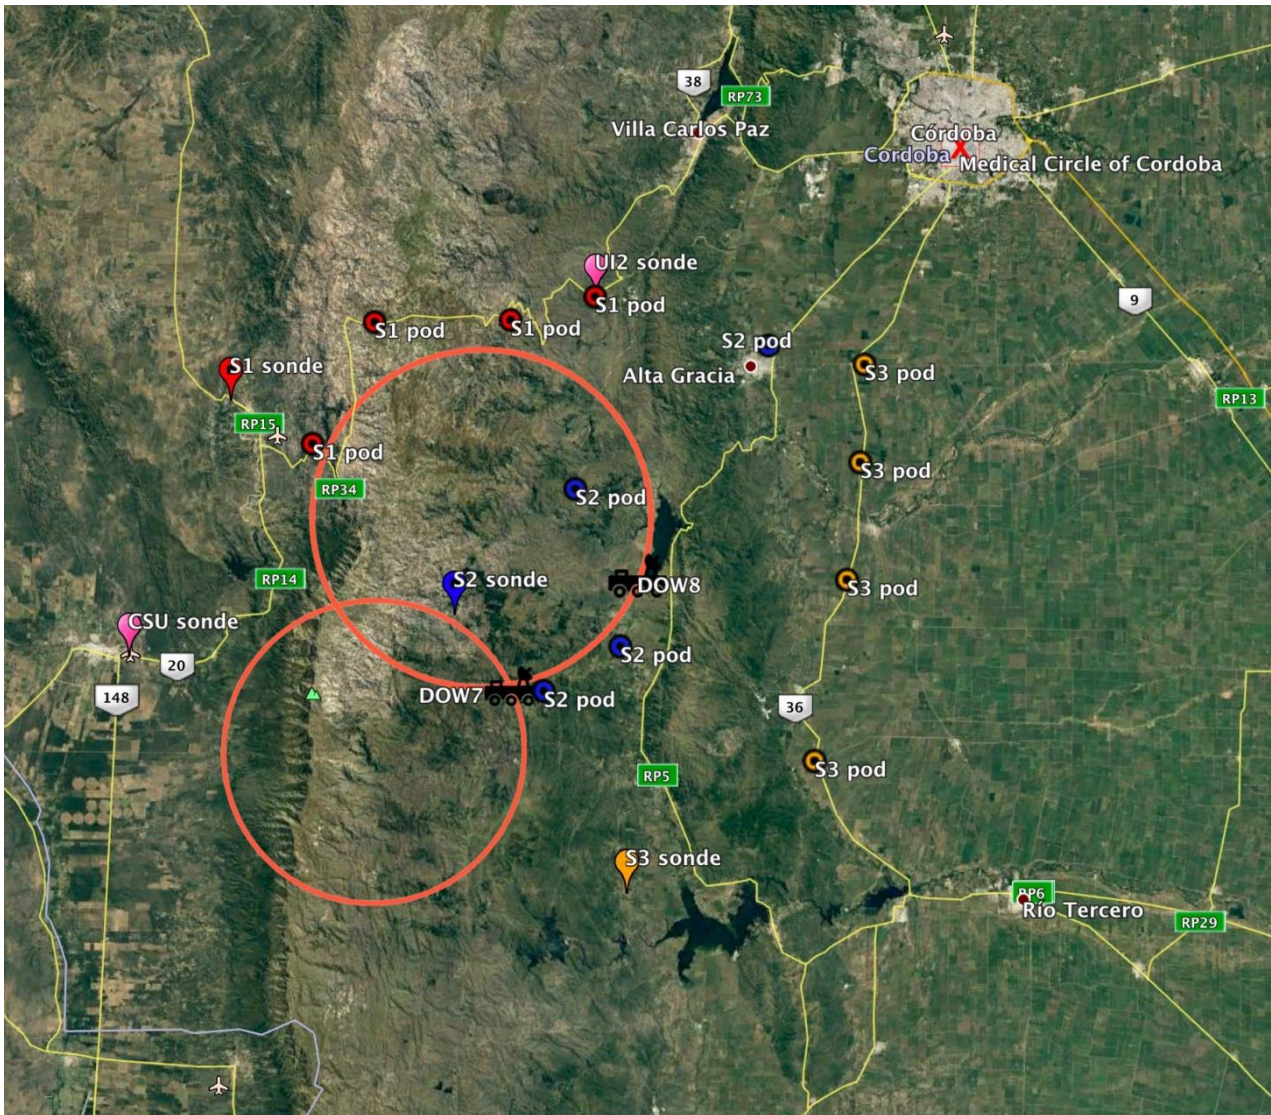 38
RP73
Villa Carlos Paz
Córdoba
Cordoba
Medical Circle of Cordoba
UI2 sonde
S1 pod
9
S1 pod
S1 pod
S2 pod
S1 sonde
Alta Gracia
S3 pod
RP13
RP15
S1 pod
S3 pod
RP34
S2 pod
RP14
S2 sonde
DOW8
S3 pod
CSU sonde
20
S2 pod
148
DOW7
S2 pod
36
RP5
S3 pod
S3 sonde
RP6
Río Tercero
RP29